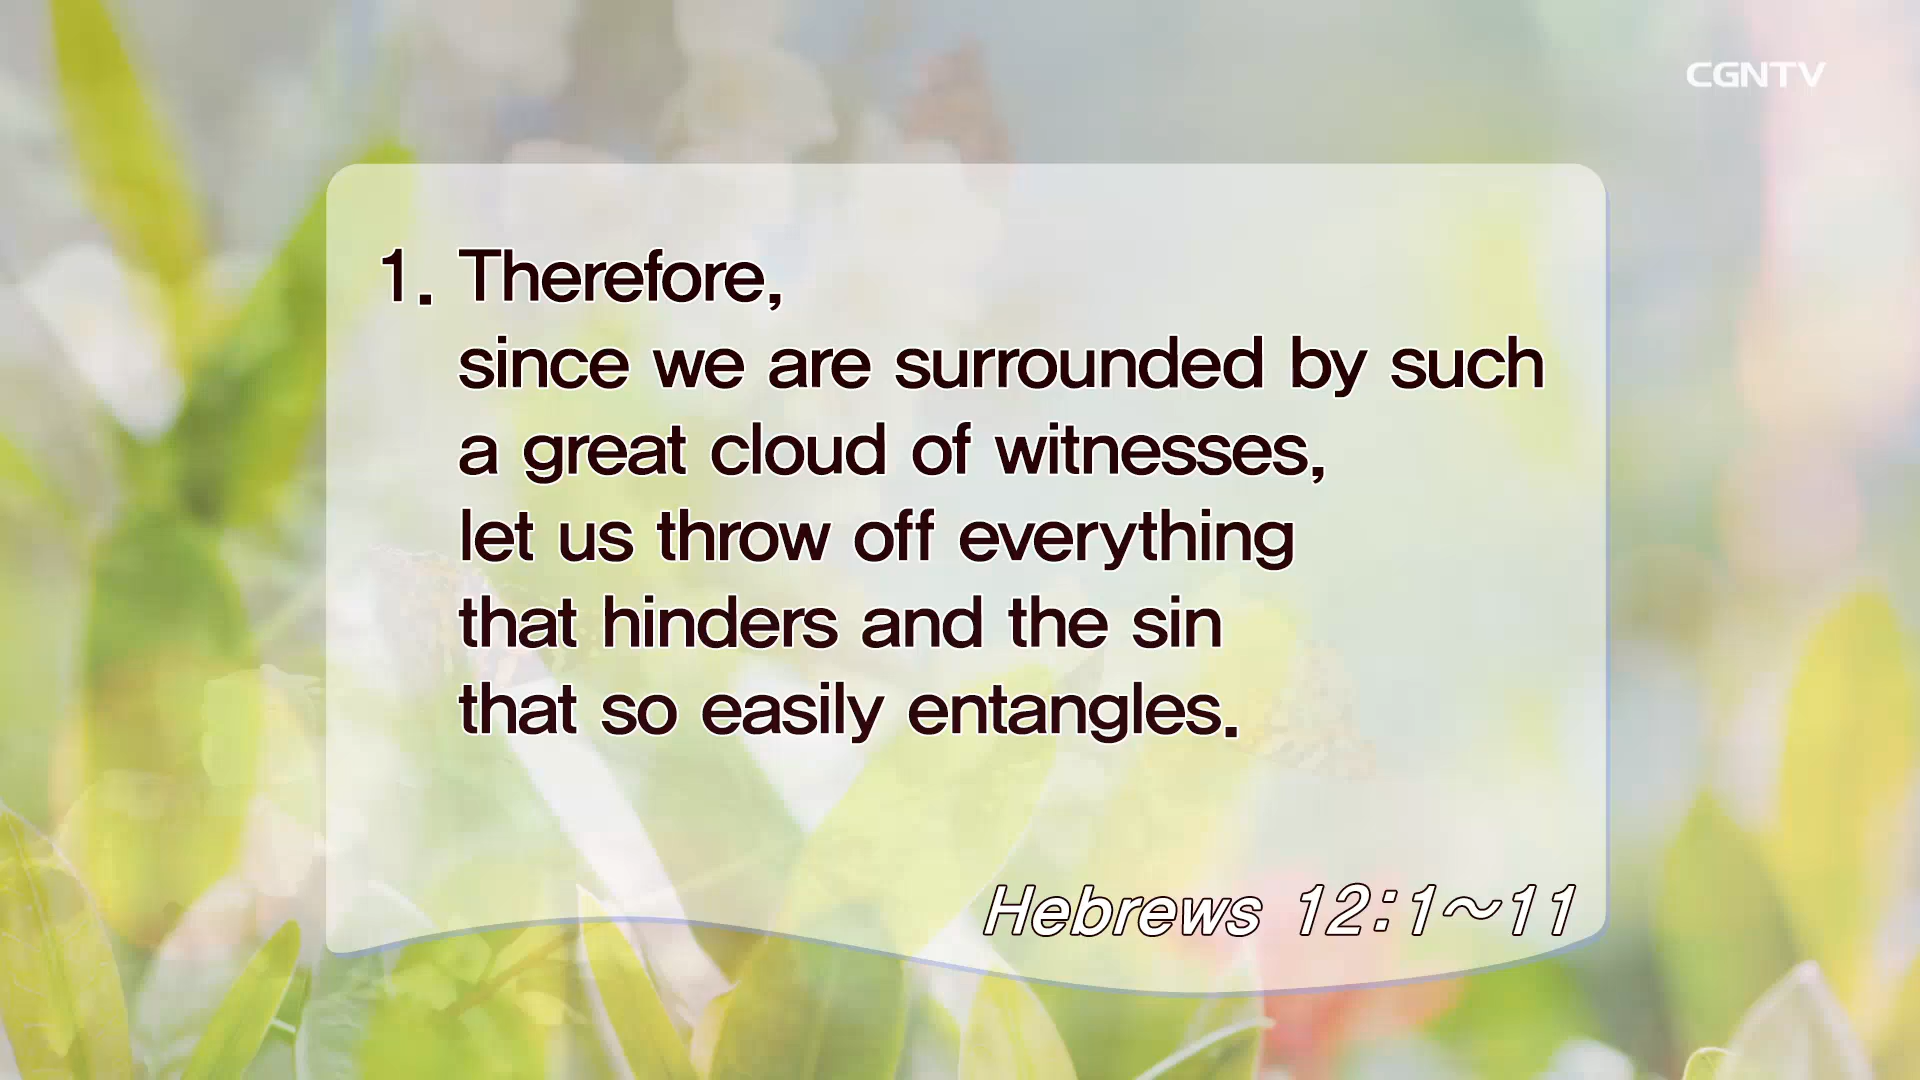 CGNTV
1. Therefore,
since we are surrounded by such
a great cloud of witnesses,
let us throw off everything
that hinders and the sin
that so easily entangles.
Hebrews 12:1~11